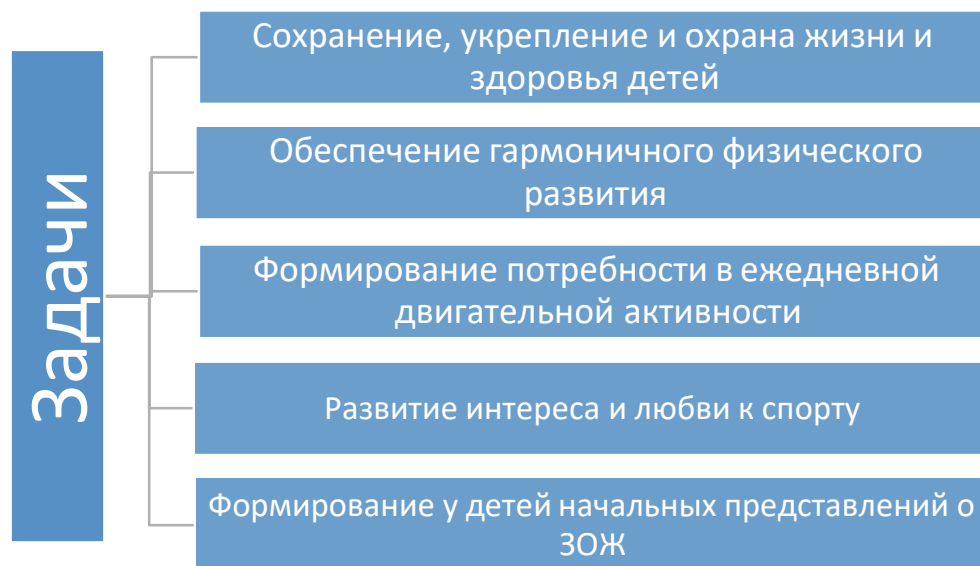 Задачи
Сохранение, укрепление и охрана жизни и
здоровья детей
Обеспечение гармоничного физического
развития
Формирование потребности в ежедневной
двигательной активности
Развитие интереса и любви к спорту
Формирование у детей начальных представлений о
ЗОЖ